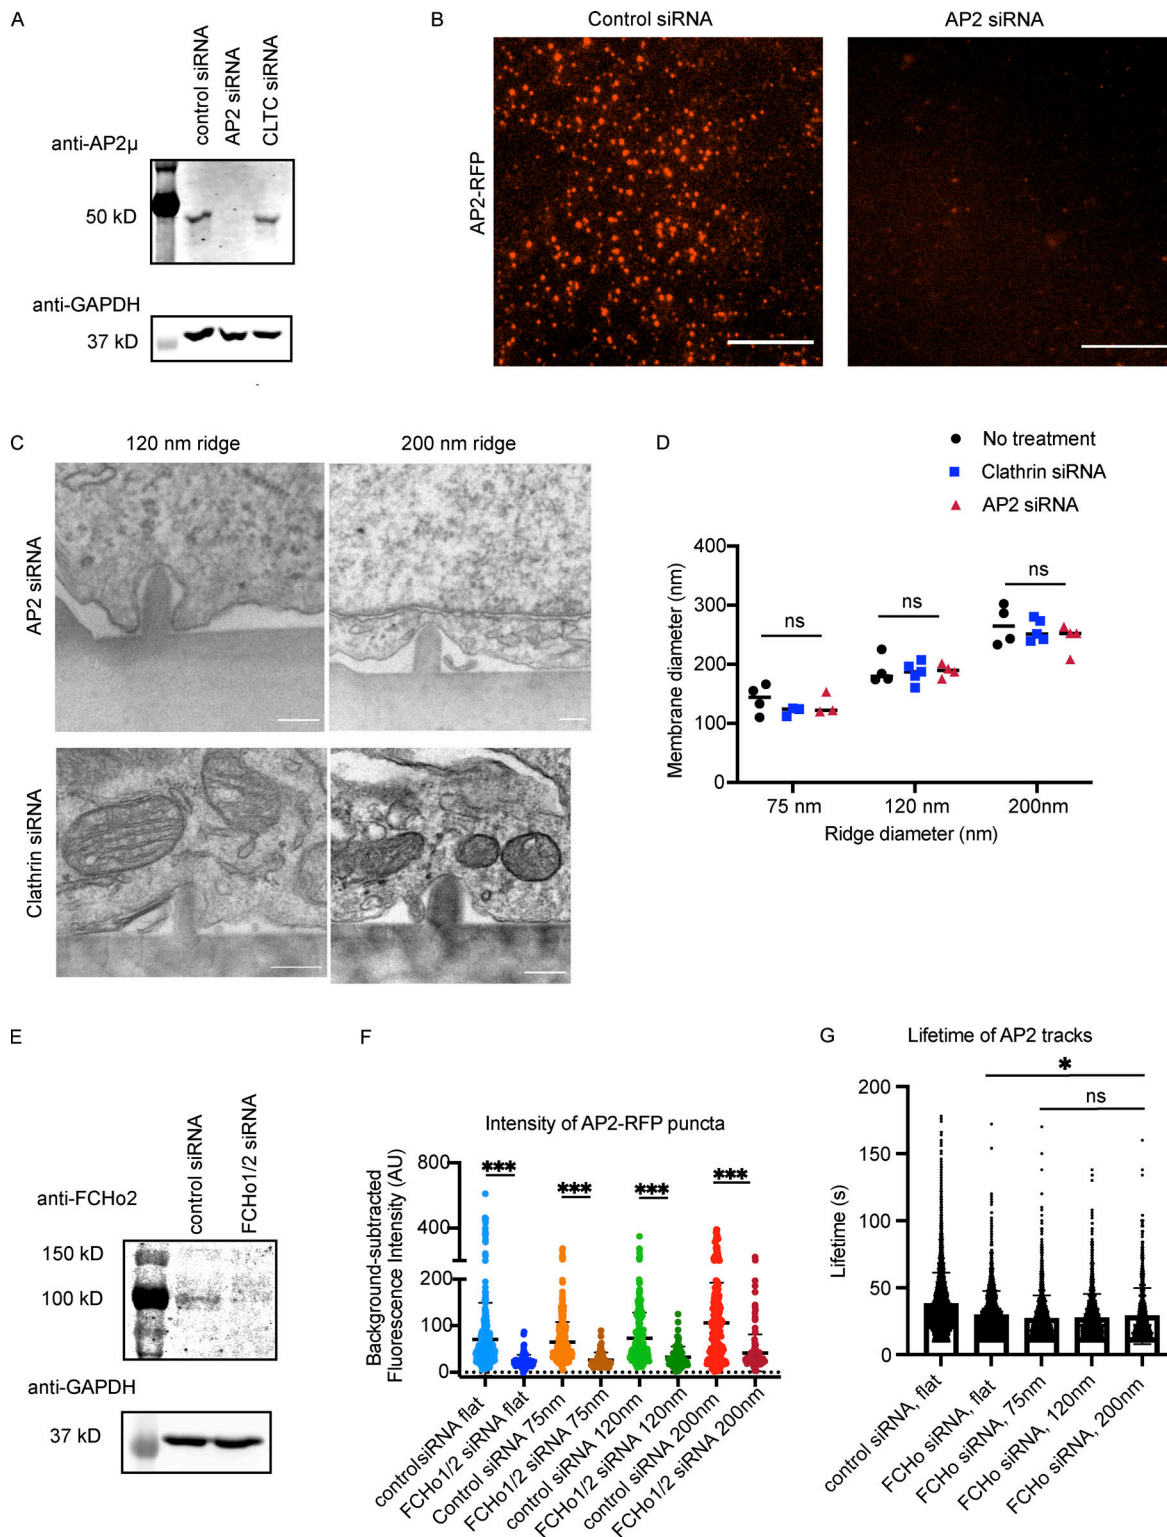 A
control siRNA
AP2 siRNA
CLTC siRNA
anti-AP2µ
50 kD
anti-GAPDH
37 kD
B
Control siRNA
AP2 siRNA
AP2-RFP
C
120 nm ridge
200 nm ridge
AP2 siRNA
Clathrin siRNA
D
No treatment
Clathrin siRNA
AP2 siRNA
Membrane diameter (nm)
400
300
200
100
0
ns
ns
ns
75 nm
120 nm
200nm
Ridge diameter (nm)
E
control siRNA
FCHo1/2 siRNA
anti-FCHo2
150 kD
100 kD
anti-GAPDH
37 kD
F
Intensity of AP2-RFP puncta
Background-subtracted
Fluorescence Intensity (AU)
800
400
200
100
0
***
***
***
***
controlsiRNA flat
FCHo1/2 siRNA flat
Control siRNA 75nm
FCHo1/2 siRNA 75nm
control siRNA 120nm
FCHo1/2 siRNA 120nm
control siRNA 200nm
FCHo1/2 siRNA 200nm
G
Lifetime of AP2 tracks
Lifetime (s)
200
150
100
50
0
*
ns
control siRNA, flat
FCHo siRNA, flat
FCHo siRNA, 75nm
FCHo siRNA, 120nm
FCHo siRNA, 200nm